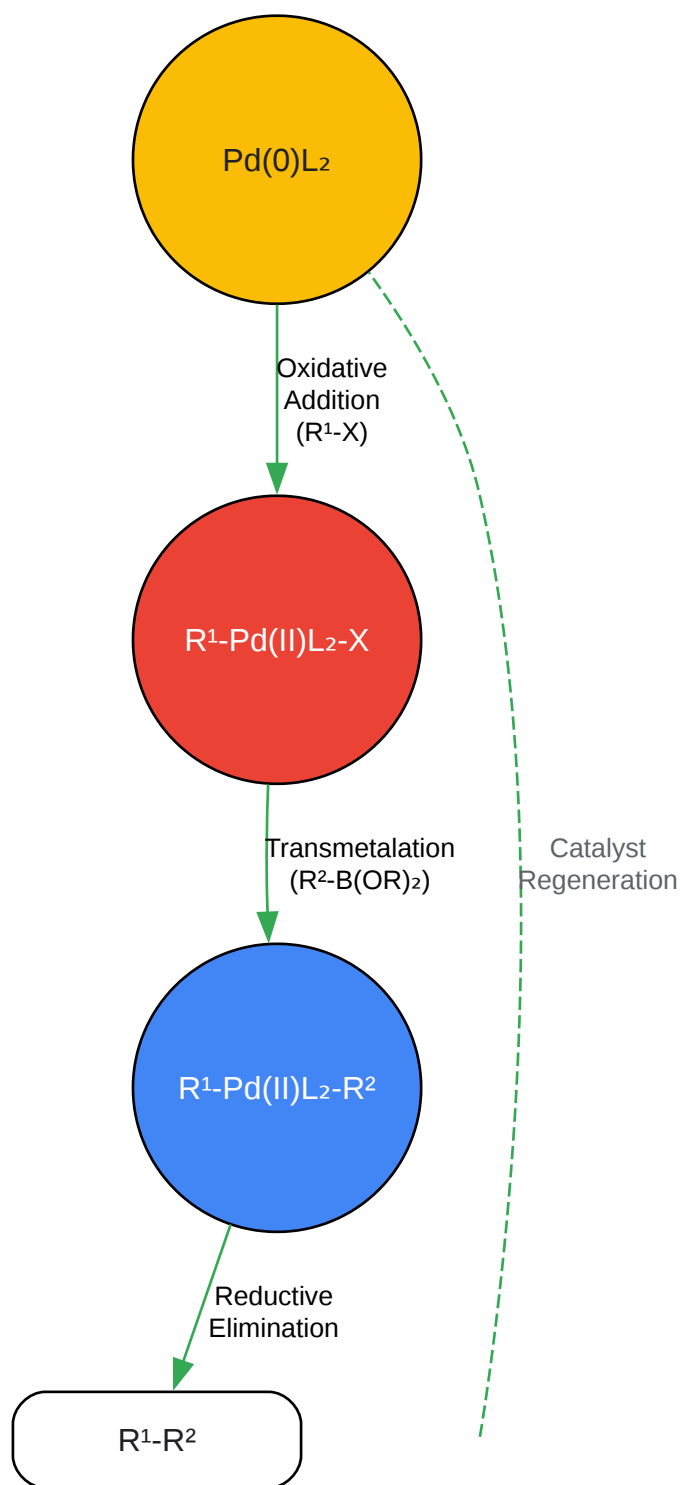 Pd(0)L₂
Oxidative
Addition
(R¹-X)
R¹-Pd(II)L₂-X
Transmetalation
(R²-B(OR)₂)
Catalyst
Regeneration
R¹-Pd(II)L₂-R²
Reductive
Elimination
R¹-R²